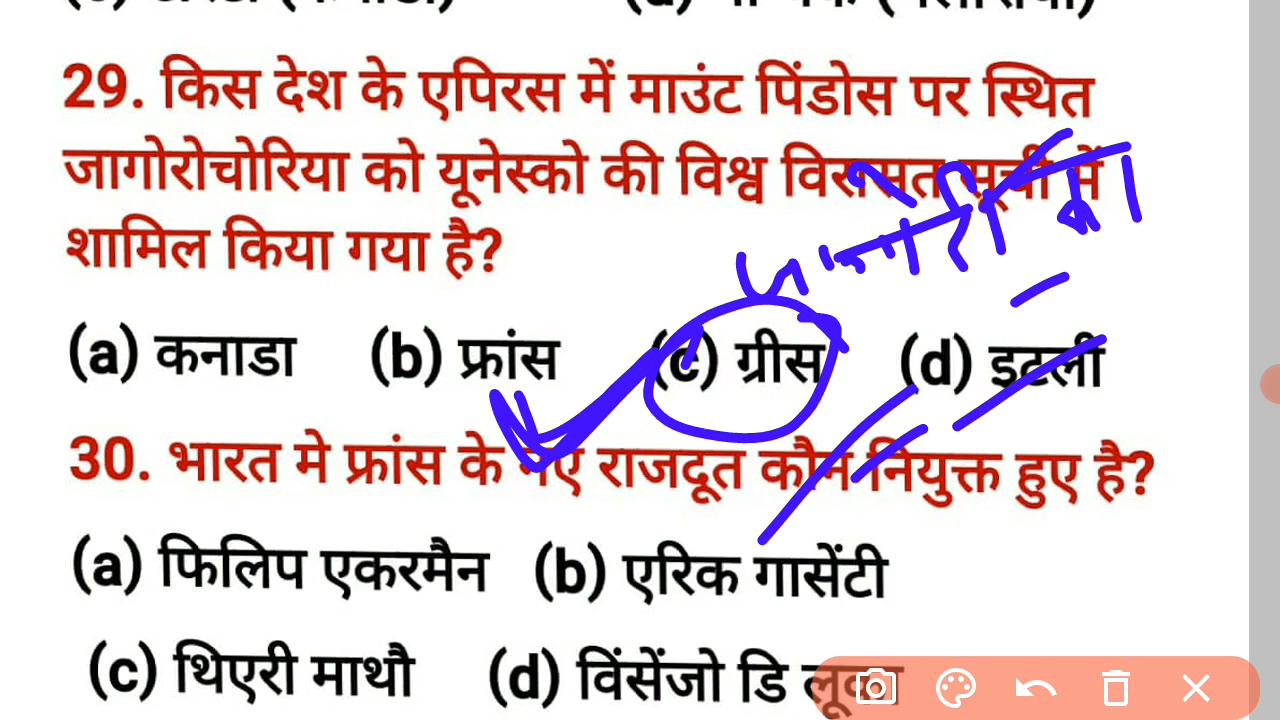 29. किस देश के एपिरस में माउंट पिंडोस पर स्थित
जागोरोचोरिया को यूनेस्को की विश्व विरासत सूची में
शामिल किया गया है?
(a) कनाडा (b) फ्रांस (c) ग्रीस (d) इटली
30. भारत मे फ्रांस के नए राजदूत कौन नियुक्त हुए है?
(a) फिलिप एकरमैन (b) एरिक गार्सेंटी
(c) थिएरी माथौ (d) विंसेंजो डि लूका